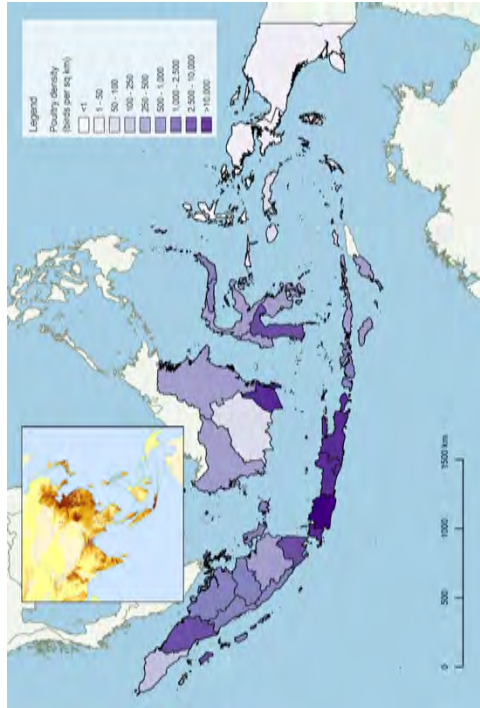 Legend
Poultry density
(birds per sq km)
<1
1 - 50
50 - 100
100 - 250
250 - 500
500 - 1,000
1,000 - 2,500
2,500 - 10,000
>10,000
0 500 1000 1500 km